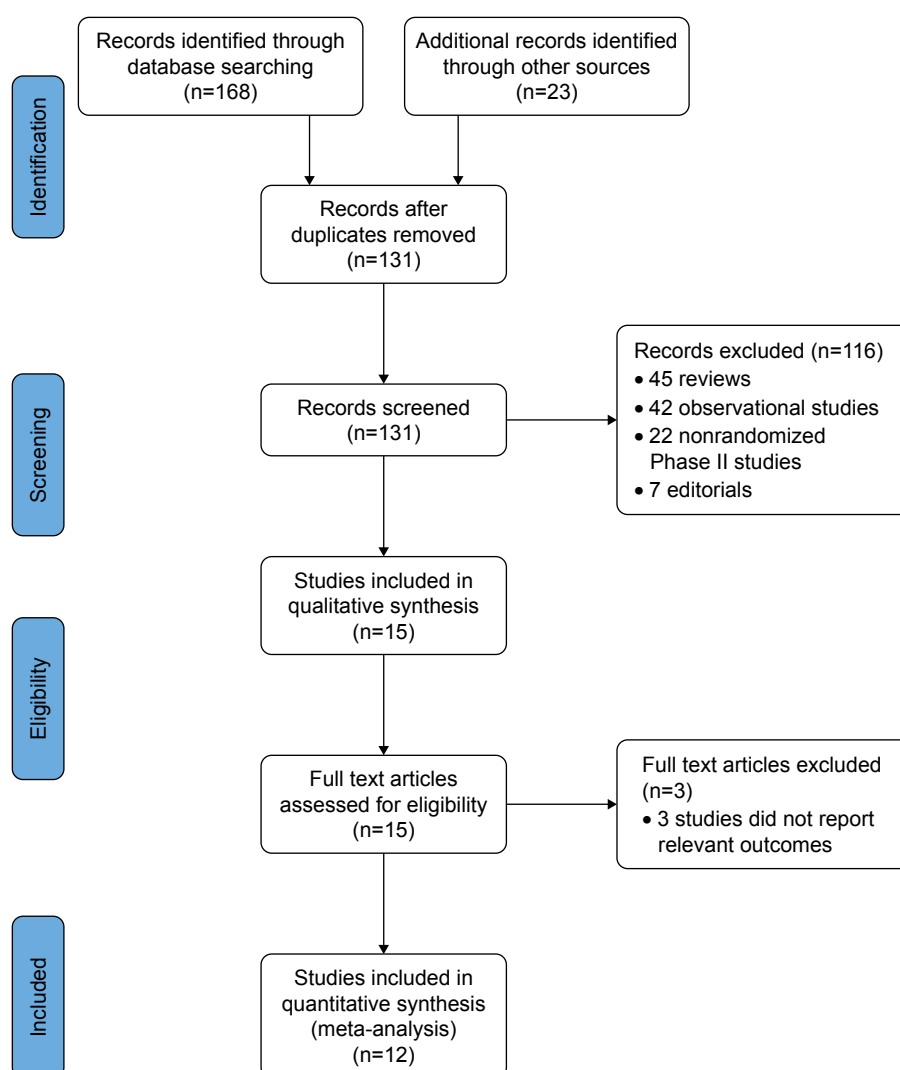 Records identified through
database searching
(n=168)
Additional records identified
through other sources
(n=23)
Identification
Records after
duplicates removed
(n=131)
Screening
Records screened
(n=131)
Records excluded (n=116)
• 45 reviews
• 42 observational studies
• 22 nonrandomized
Phase II studies
• 7 editorials
Studies included in
qualitative synthesis
(n=15)
Eligibility
Full text articles
assessed for eligibility
(n=15)
Full text articles excluded
(n=3)
• 3 studies did not report
relevant outcomes
Included
Studies included in
quantitative synthesis
(meta-analysis)
(n=12)